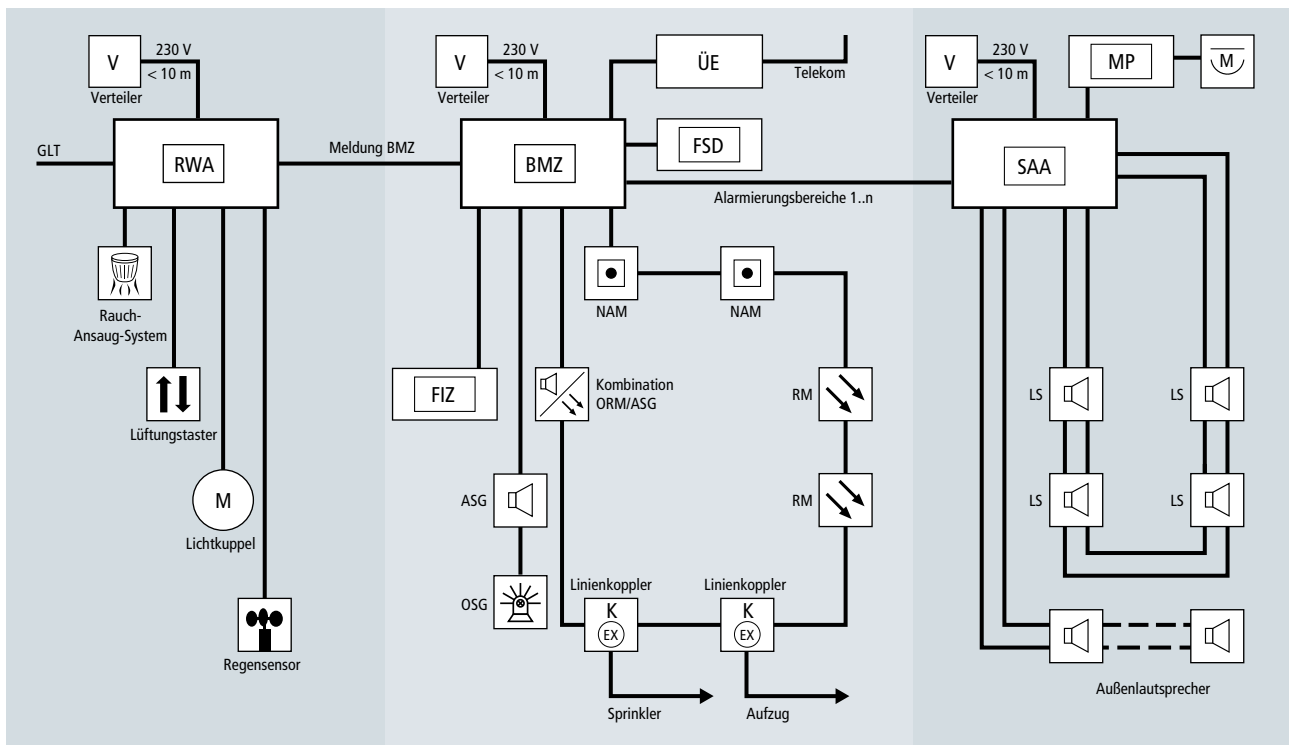 V
230 V
< 10 m
Verteiler
GLT
RWA
Meldung BMZ
Rauch-
Ansaug-System
Lüftungstaster
M
Lichtkuppel
Regensensor
V
230 V
< 10 m
Verteiler
ÜE
Telekom
FSD
BMZ
Alarmierungsbereiche 1..n
NAM
NAM
FIZ
Kombination
ORM/ASG
RM
RM
ASG
OSG
Linienkoppler
K
EX
Linienkoppler
K
EX
Sprinkler
Aufzug
V
230 V
< 10 m
Verteiler
MP
M
SAA
LS
LS
LS
LS
Außenlautsprecher